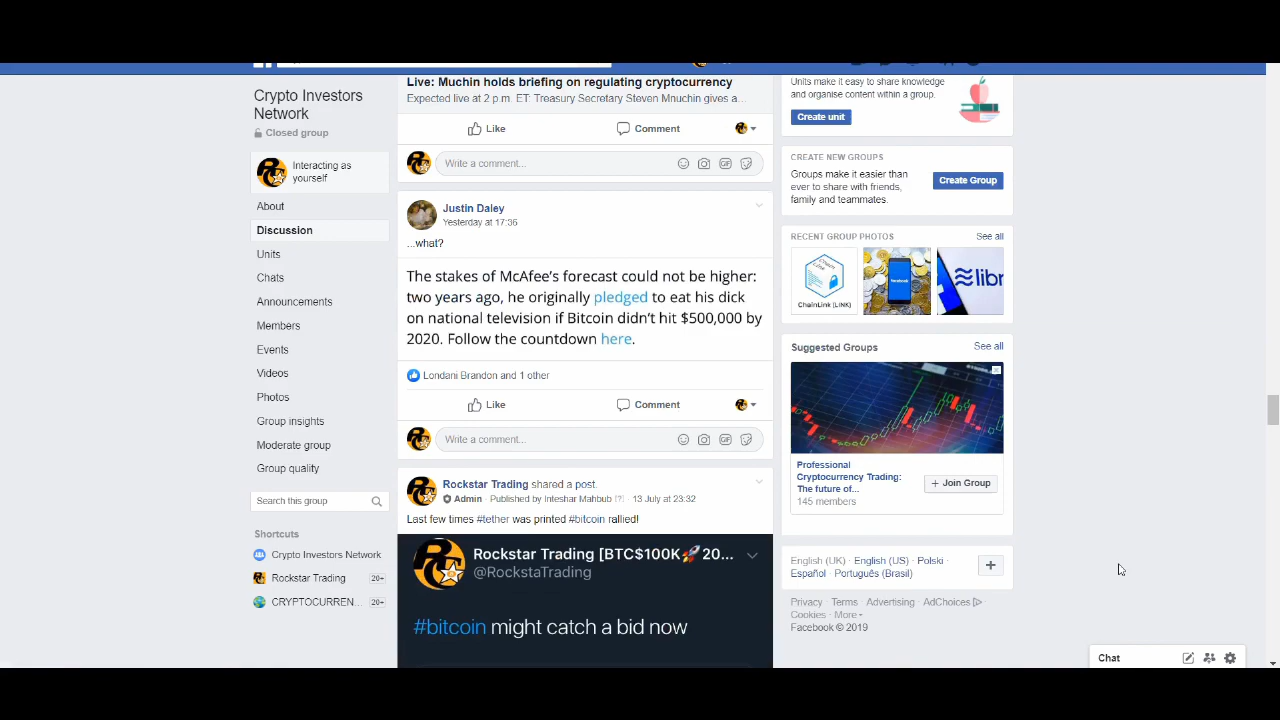 Crypto Investors
Network
Closed group
Interacting as
yourself
About
Discussion
Units
Chats
Announcements
Members
Events
Videos
Photos
Group insights
Moderate group
Group quality
Search this group
Shortcuts
Crypto Investors Network
Rockstar Trading 20+
CRYPTOCURREN... 20+
Live: Muchin holds briefing on regulating cryptocurrency
Expected live at 2 p.m. ET: Treasury Secretary Steven Mnuchin gives a...
Like Comment
Write a comment... GIF
Justin Daley
Yesterday at 17:36
...what?
The stakes of McAfee's forecast could not be higher:
two years ago, he originally pledged to eat his dick
on national television if Bitcoin didn't hit $500,000 by
2020. Follow the countdown here.
Londani Brandon and 1 other
Like Comment
Write a comment... GIF
Rockstar Trading shared a post.
Admin · Published by Inteshar Mahbub [?] · 13 July at 23:32
Last few times #tether was printed #bitcoin rallied!
Rockstar Trading [BTC$100K🚀20...
@RockstaTrading
#bitcoin might catch a bid now
Units make it easy to share knowledge
and organise content within a group.
Create unit
CREATE NEW GROUPS
Groups make it easier than
ever to share with friends,
family and teammates.
Create Group
RECENT GROUP PHOTOS See all
ChainLink (LINK)
facebook
libr
Suggested Groups See all
Professional
Cryptocurrency Trading:
The future of...
145 members
+ Join Group
English (UK) · English (US) · Polski ·
Español · Português (Brasil)
Privacy · Terms · Advertising · AdChoices ·
Cookies · More
Facebook © 2019
Chat